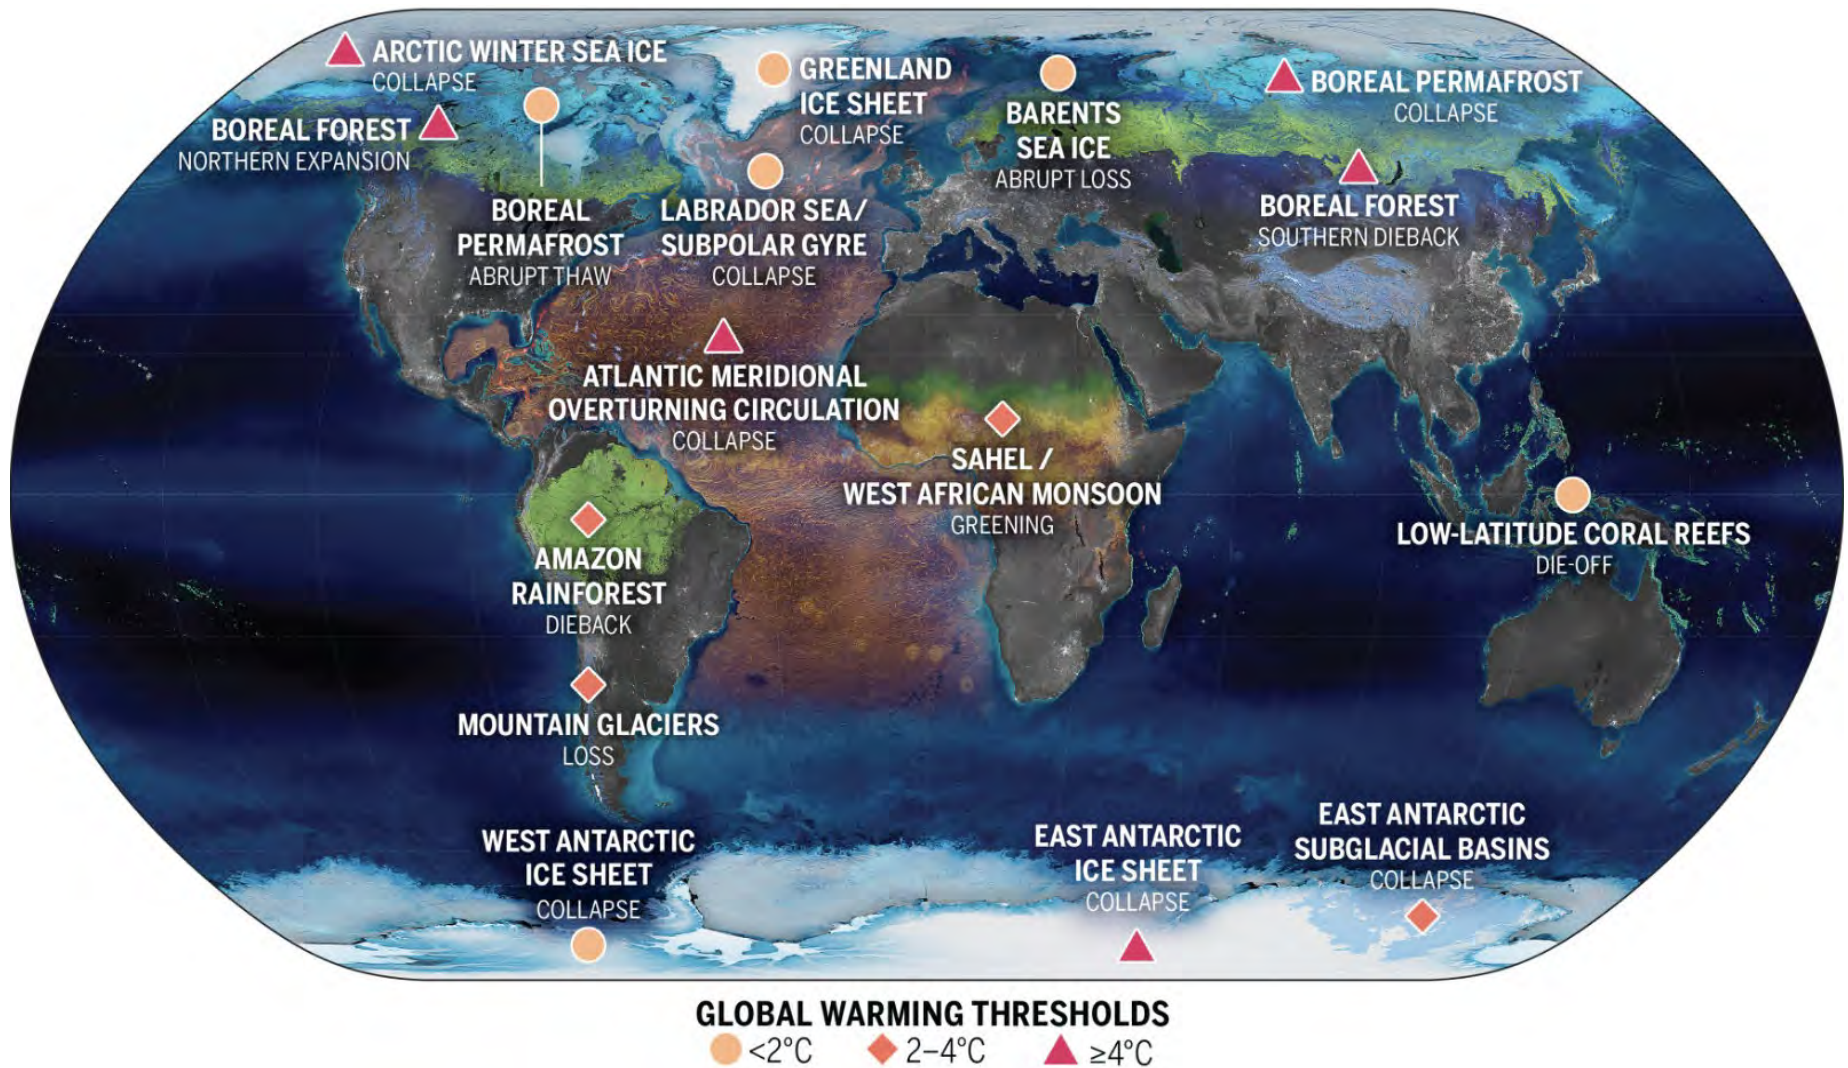 ARCTIC WINTER SEA ICE
COLLAPSE
BOREAL FOREST
NORTHERN EXPANSION
BOREAL
PERMAFROST
ABRUPT THAW
GREENLAND
ICE SHEET
COLLAPSE
LABRADOR SEA/
SUBPOLAR GYRE
COLLAPSE
BARENTS
SEA ICE
ABRUPT LOSS
BOREAL PERMAFROST
COLLAPSE
BOREAL FOREST
SOUTHERN DIEBACK
ATLANTIC MERIDIONAL
OVERTURNING CIRCULATION
COLLAPSE
SAHEL /
WEST AFRICAN MONSOON
GREENING
LOW-LATITUDE CORAL REEFS
DIE-OFF
AMAZON
RAINFOREST
DIEBACK
MOUNTAIN GLACIERS
LOSS
WEST ANTARCTIC
ICE SHEET
COLLAPSE
EAST ANTARCTIC
ICE SHEET
COLLAPSE
EAST ANTARCTIC
SUBGLACIAL BASINS
COLLAPSE
GLOBAL WARMING THRESHOLDS
<2°C 2–4°C ≥4°C